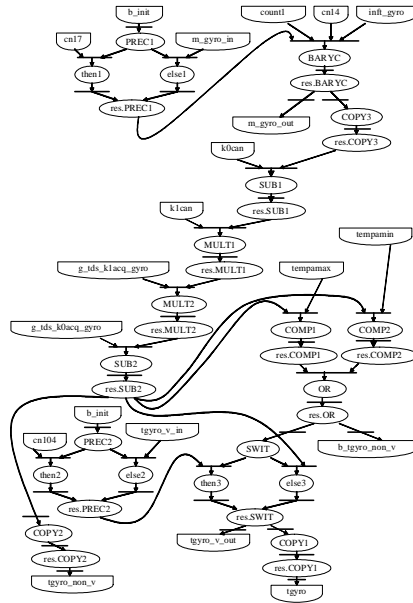 b_init
count1
cn14
inft_gyro
cn17
PREC1
m_gyro_in
then1
else1
BARYC
res.BARYC
res.PREC1
m_gyro_out
COPY3
res.COPY3
k0can
SUB1
res.SUB1
k1can
MULT1
res.MULT1
tempamin
g_tds_k1acq_gyro
tempamax
MULT2
res.MULT2
g_tds_k0acq_gyro
COMP1
COMP2
res.COMP1
res.COMP2
SUB2
res.SUB2
OR
res.OR
b_init
cn104
PREC2
tgyro_v_in
b_tgyro_non_v
SWIT
then2
else2
then3
else3
res.PREC2
res.SWIT
COPY2
tgyro_v_out
COPY1
res.COPY2
res.COPY1
tgyro_non_v
tgyro